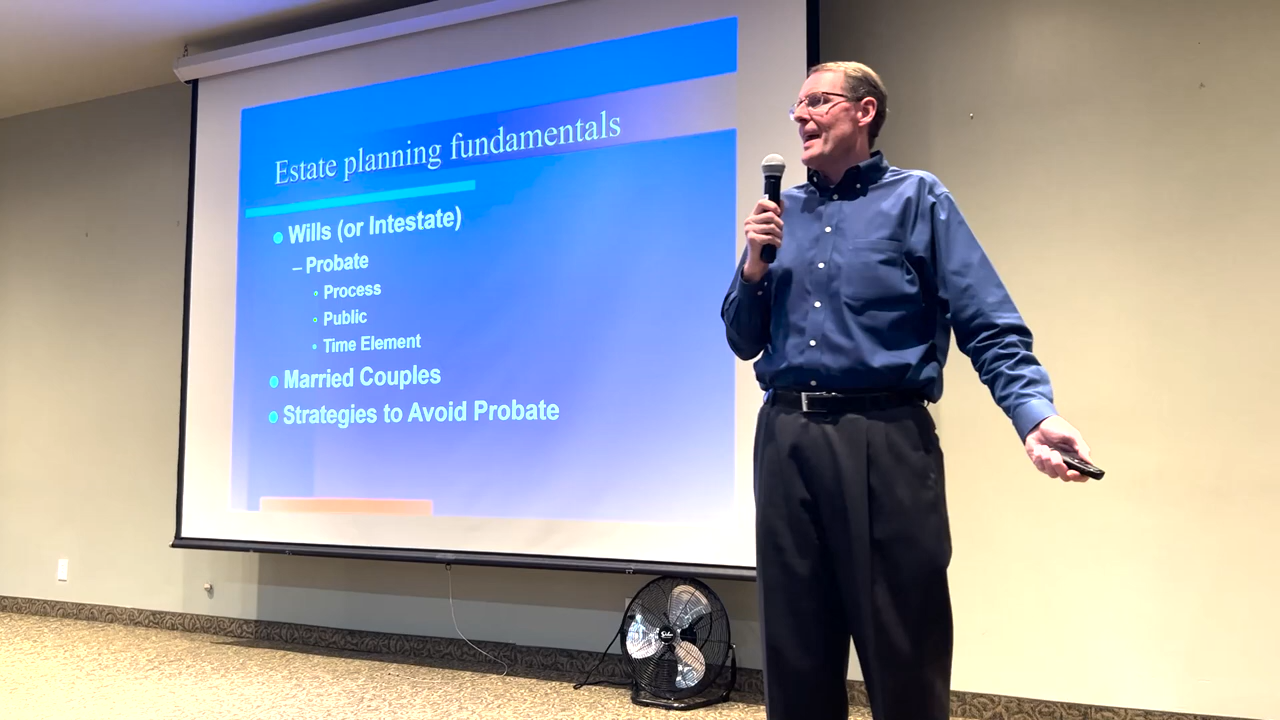 Estate planning fundamentals
Wills (or Intestate)
– Probate
Process
Public
Time Element
Married Couples
Strategies to Avoid Probate